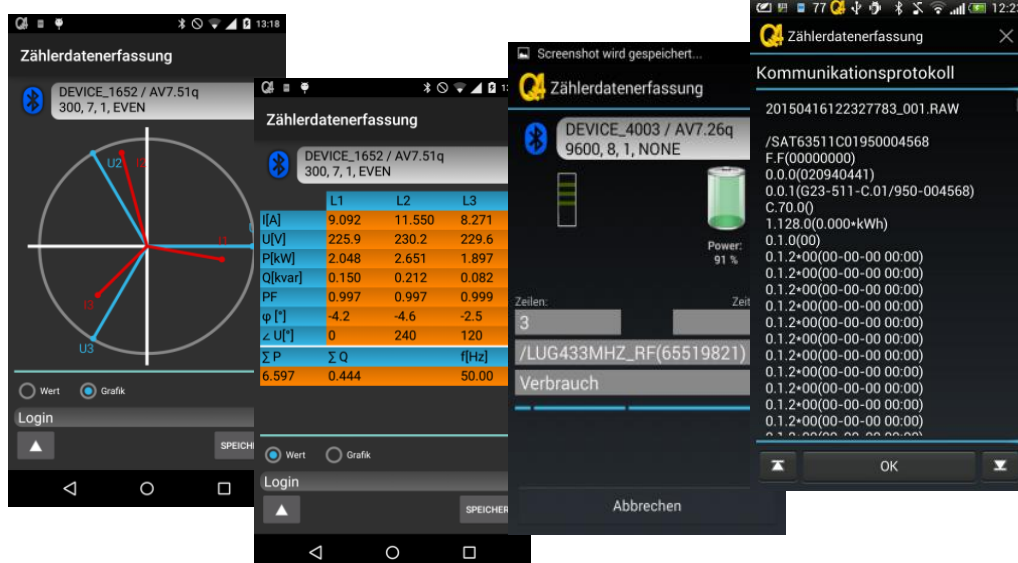 13:18
Zählerdatenerfassung
DEVICE_1652 / AV7.51q
300, 7, 1, EVEN
U2
I2
I1
I3
U3
Wert
Grafik
Login
Zählerdatenerfassung
DEVICE_1652 / AV7.51q
300, 7, 1, EVEN
L1 L2 L3
I[A] 9.092 11.550 8.271
U[V] 225.9 230.2 229.6
P[kW] 2.048 2.651 1.897
Q[kvar] 0.150 0.212 0.082
PF 0.997 0.997 0.999
φ [°] -4.2 -4.6 -2.5
∠ U[°] 0 240 120
∑ P ∑ Q f[Hz]
6.597 0.444 50.00
Wert
Grafik
Login
Screenshot wird gespeichert...
Zählerdatenerfassung
DEVICE_4003 / AV7.26q
9600, 8, 1, NONE
Power:
91 %
Zeilen:
Zeit
3
/LUG433MHZ_RF(65519821)
Verbrauch
Abbrechen
77
Zählerdatenerfassung
Kommunikationsprotokoll
20150416122327783_001.RAW
/SAT63511C01950004568
F.F(00000000)
0.0.0(020940441)
0.0.1(G23-511-C.01/950-004568)
C.70.0()
1.128.0(0.000*kWh)
0.1.0(00)
0.1.2*00(00-00-00 00:00)
0.1.2*00(00-00-00 00:00)
0.1.2*00(00-00-00 00:00)
0.1.2*00(00-00-00 00:00)
0.1.2*00(00-00-00 00:00)
0.1.2*00(00-00-00 00:00)
0.1.2*00(00-00-00 00:00)
0.1.2*00(00-00-00 00:00)
0.1.2*00(00-00-00 00:00)
0.1.2*00(00-00-00 00:00)
0.1.2*00(00-00-00 00:00)
OK